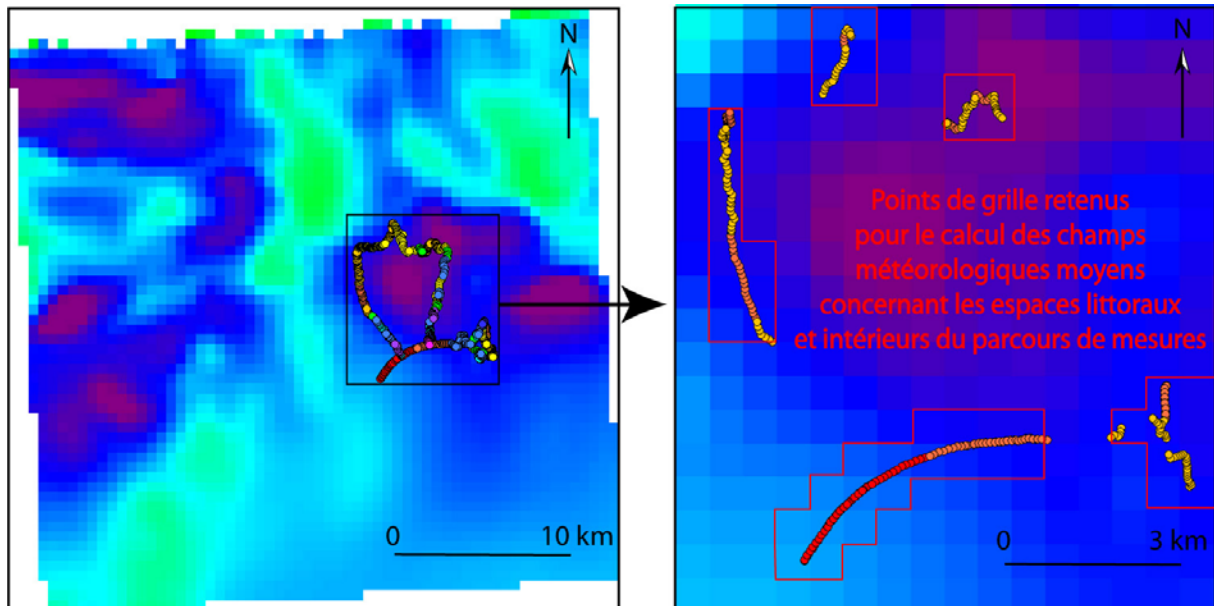 N
0
10 km
N
Points de grille retenus
pour le calcul des champs
météorologiques moyens
concernant les espaces littoraux
et intérieurs du parcours de mesures
0
3 km